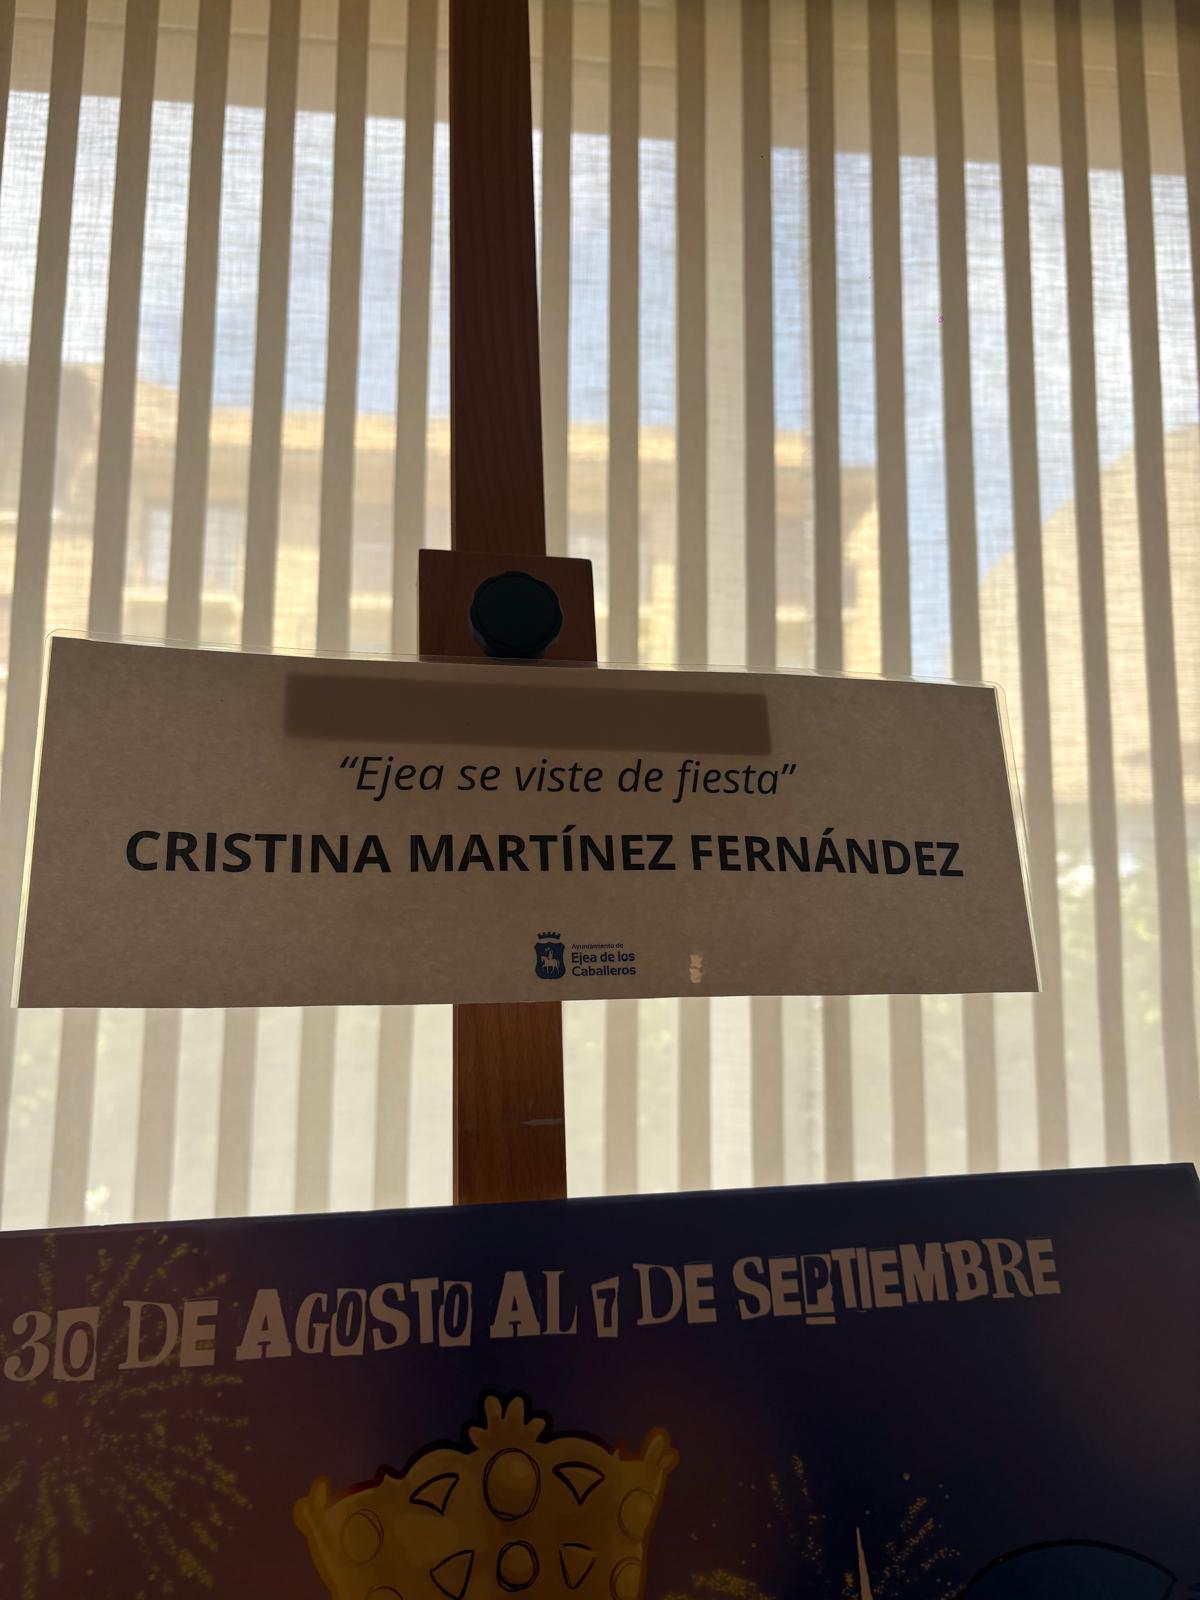 “Ejea se viste de fiesta”
CRISTINA MARTÍNEZ FERNÁNDEZ
Ayuntamiento de
Ejea de los
Caballeros
30 DE AGOSTO AL 7 DE SEPTIEMBRE